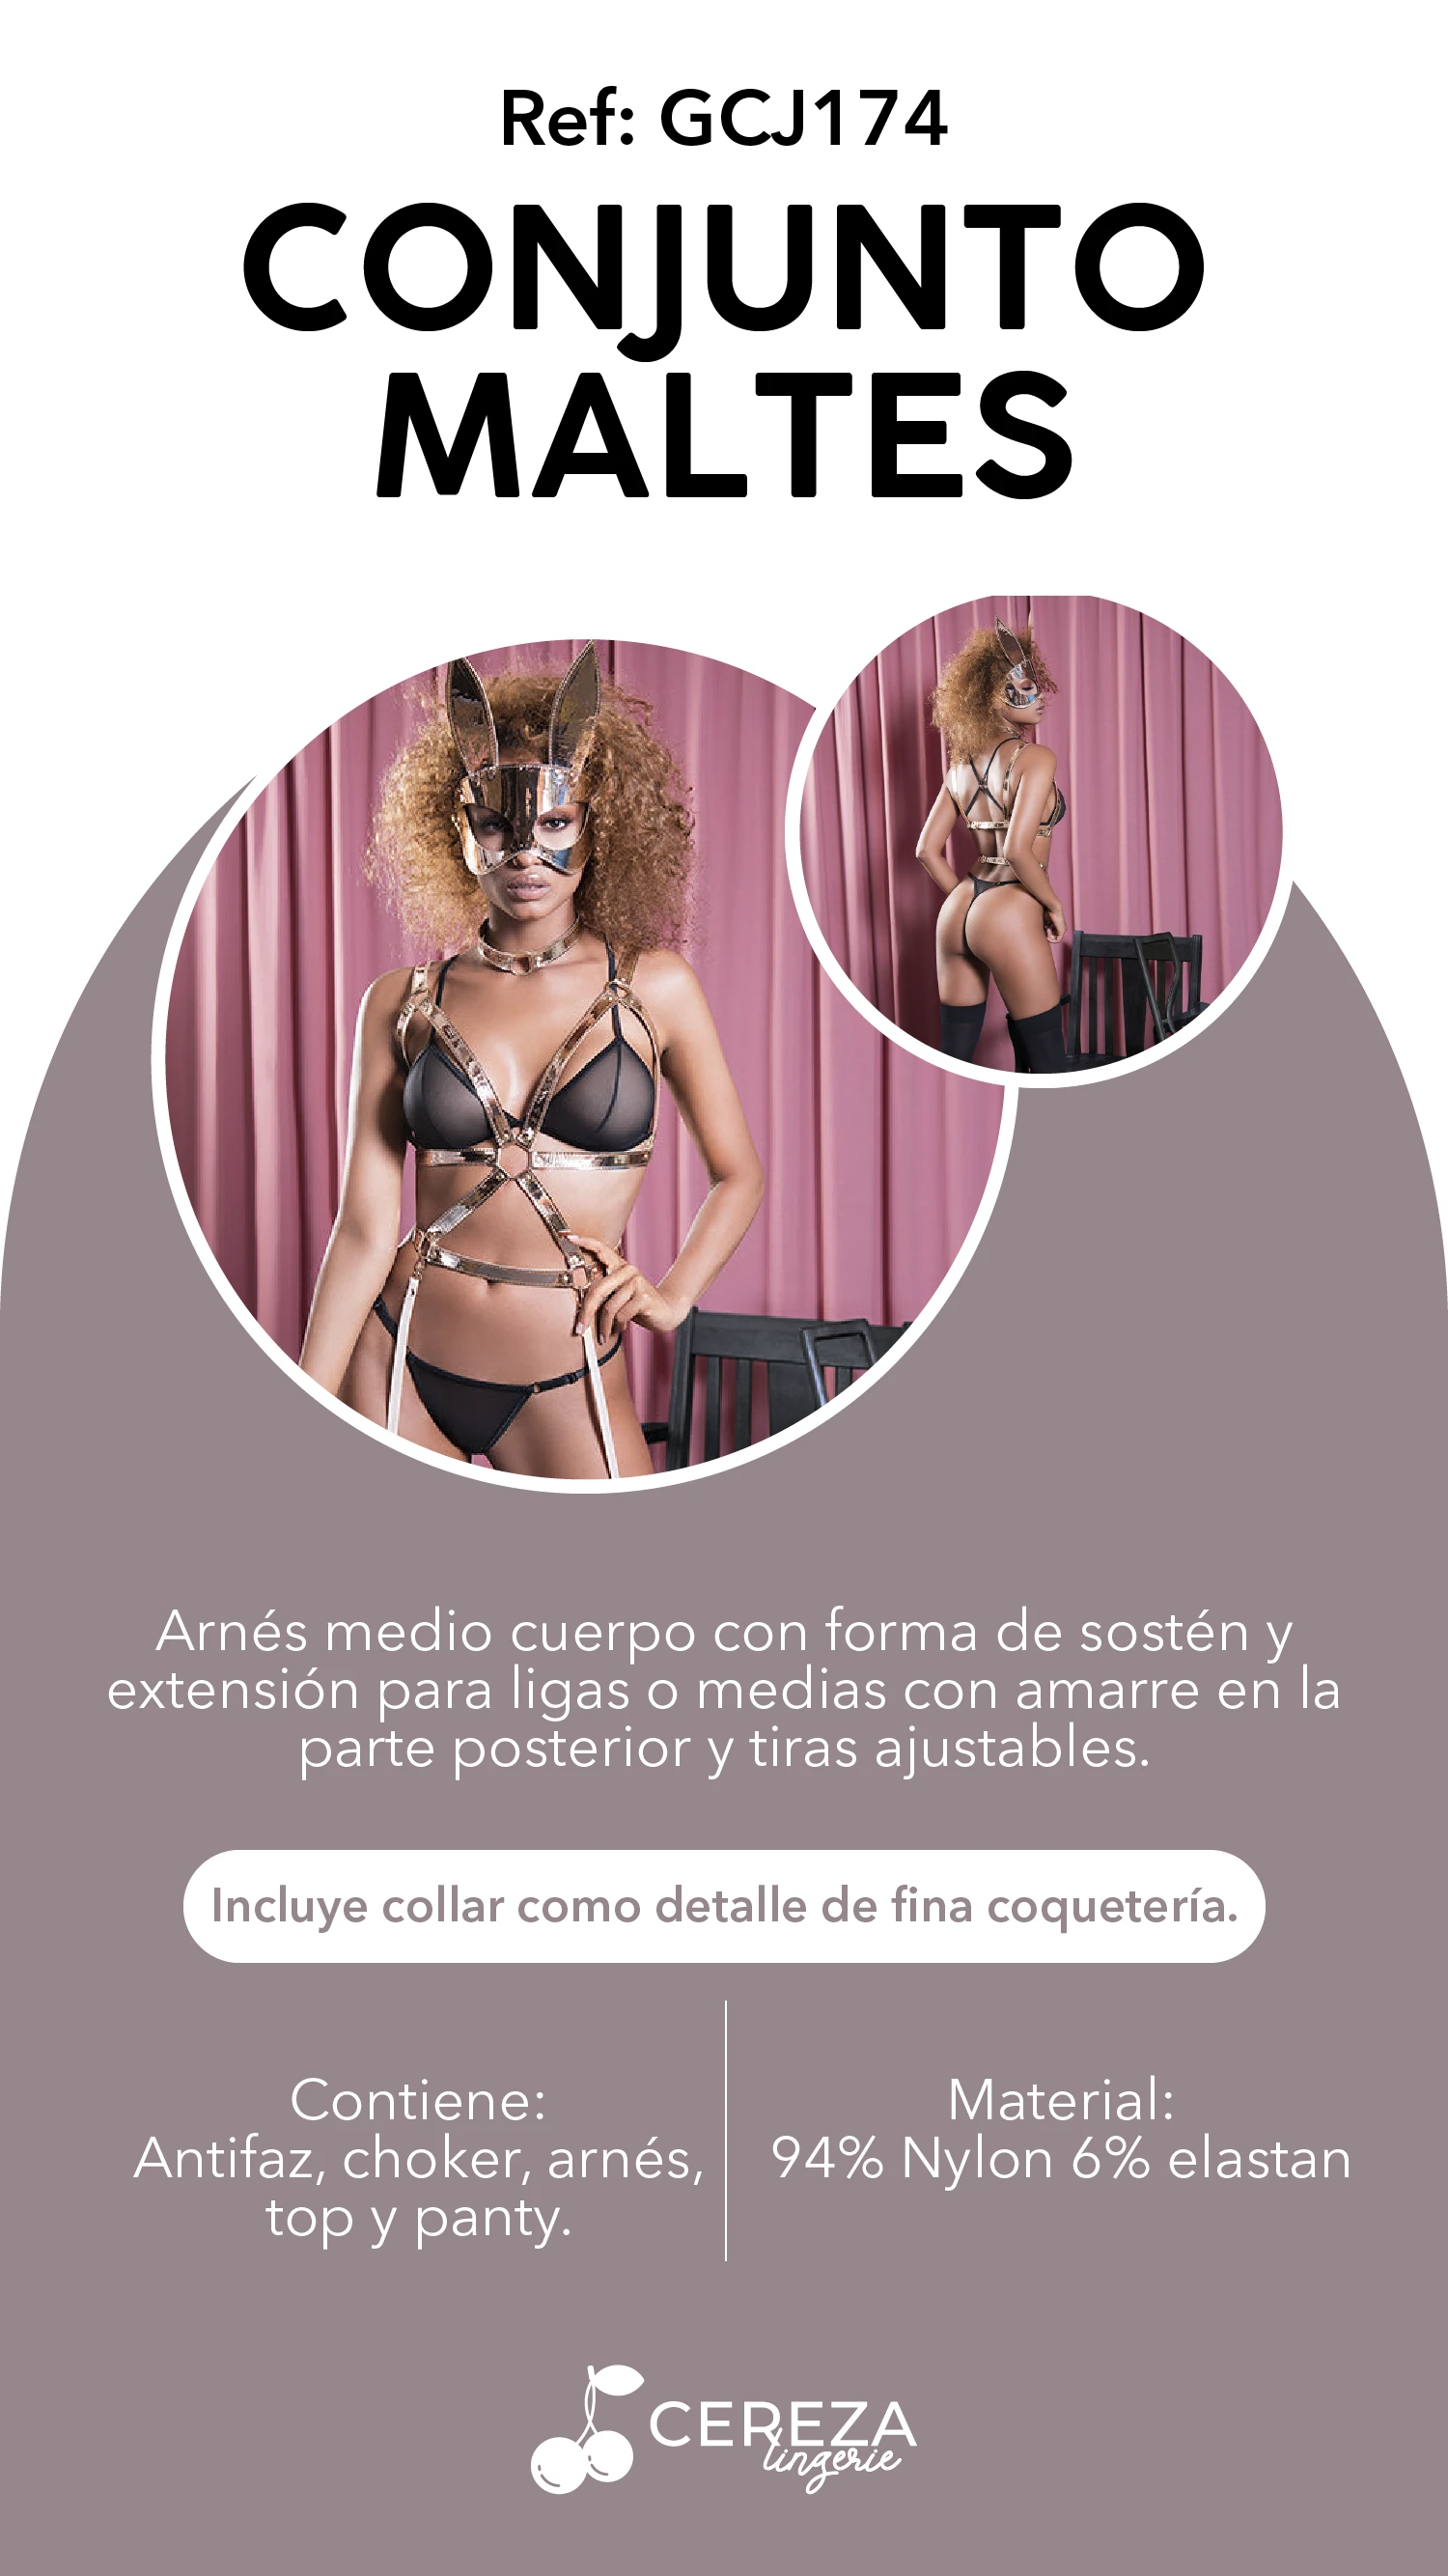 Ref: GCJ174
CONJUNTO
MALTES
Arnés medio cuerpo con forma de sostén y
extensión para ligas o medias con amarre en la
parte posterior y tiras ajustables.
Incluye collar como detalle de fina coquetería.
Contiene:
Antifaz, choker, arnés,
top y panty.
Material:
94% Nylon 6% elastan
CEREZA
lingerie